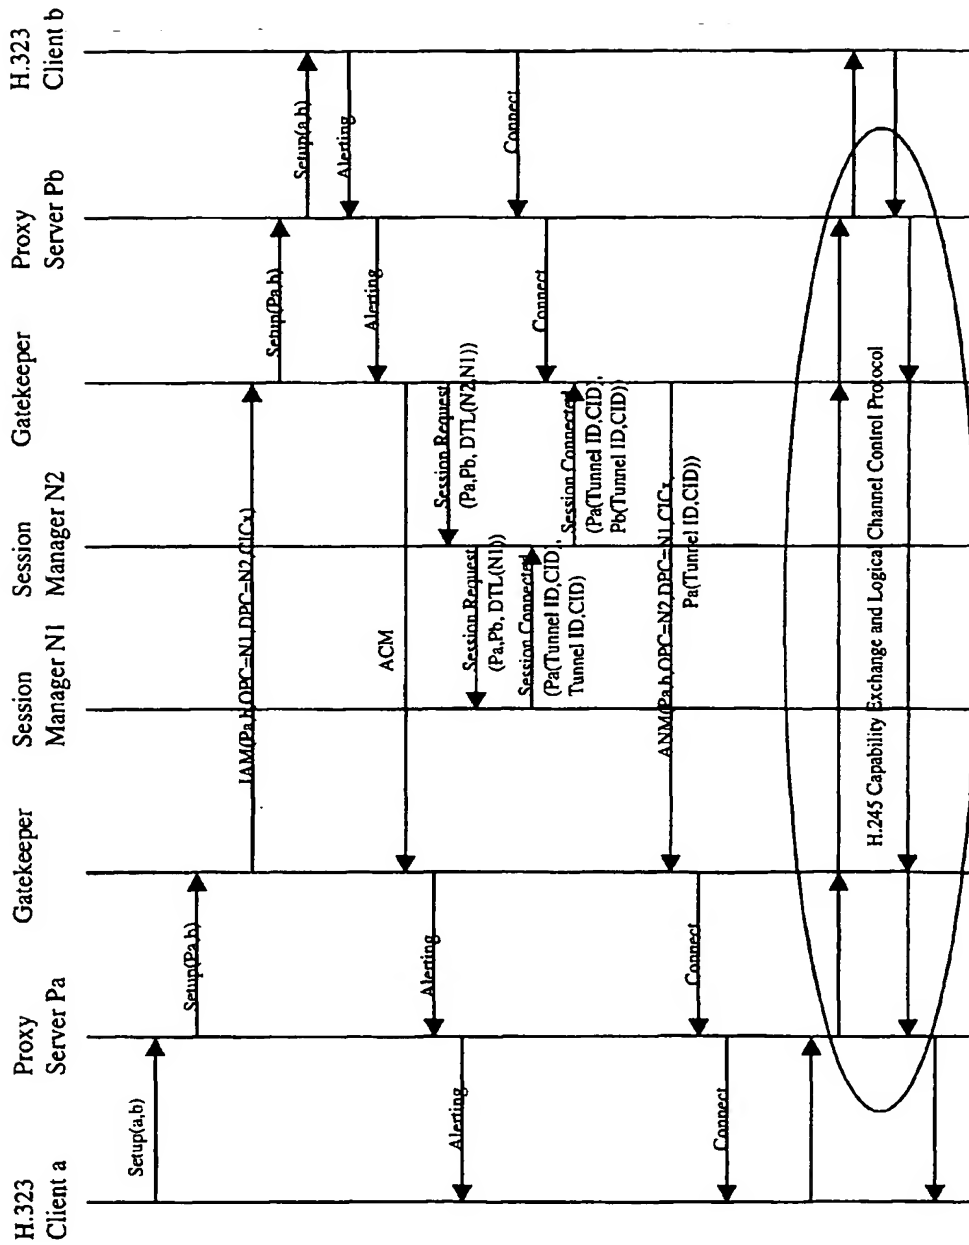 H.323
Client a
Proxy
Server Pa
Gatekeeper
Session
Manager N1
Session
Manager N2
Gatekeeper
Proxy
Server Pb
H.323
Client b
Setup(a,b)
Setup(Pa,b)
IAM(Pa,b,OPC=N1,DPC=N2,CICx)
Setup(Pa,b)
Setup(a,b)
Alerting
Alerting
ACM
Alerting
Alerting
Session Request
(Pa,Pb, DTL(N2,N1))
Session Request
(Pa,Pb, DTL(N1))
Connect
Session Connected
(Pa(Tunnel ID,CID),
Tunnel ID,CID)
Connect
Session Connected
(Pa(Tunnel ID,CID),
Pb(Tunnel ID,CID))
ANM(Pa,b,OPC=N2,DPC=N1,CICx,
Pa(Tunnel ID,CID))
Connect
Connect
H.245 Capability Exchange and Logical Channel Control Protocol